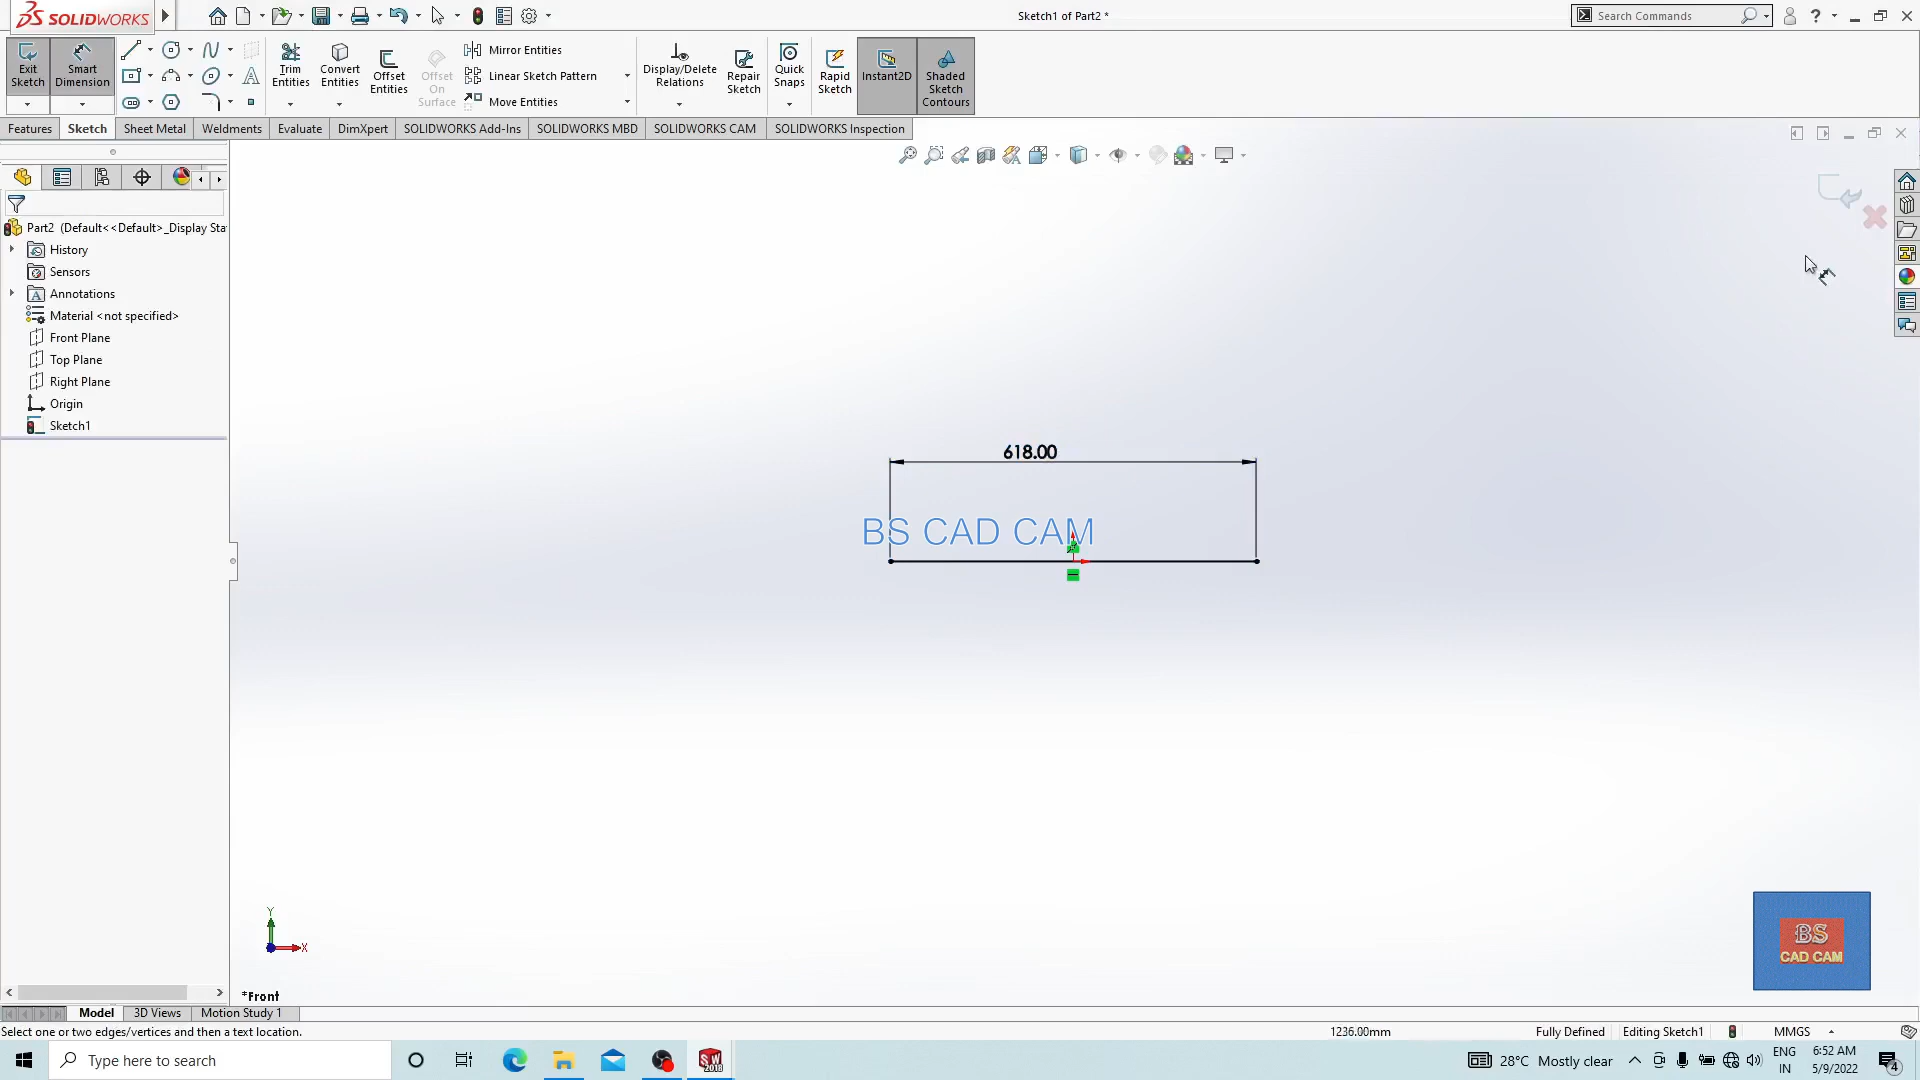 SOLIDWORKS
Sketch1 of Part2 *
Search Commands
Exit Sketch
Smart Dimension
Trim Entities
Convert Entities
Offset Entities
Offset On Surface
Mirror Entities
Linear Sketch Pattern
Move Entities
Display/Delete Relations
Repair Sketch
Quick Snaps
Rapid Sketch
Instant2D
Shaded Sketch Contours
Features
Sketch
Sheet Metal
Weldments
Evaluate
DimXpert
SOLIDWORKS Add-Ins
SOLIDWORKS MBD
SOLIDWORKS CAM
SOLIDWORKS Inspection
Part2 (Default<<Default>_Display Sta
History
Sensors
Annotations
Material <not specified>
Front Plane
Top Plane
Right Plane
Origin
Sketch1
618.00
BS CAD CAM
Y
X
*Front
BS
CAD CAM
Model
3D Views
Motion Study 1
Select one or two edges/vertices and then a text location.
1236.00mm
Fully Defined
Editing Sketch1
MMGS
Type here to search
SW
2018
28°C Mostly clear
ENG
IN
6:52 AM
5/9/2022
4